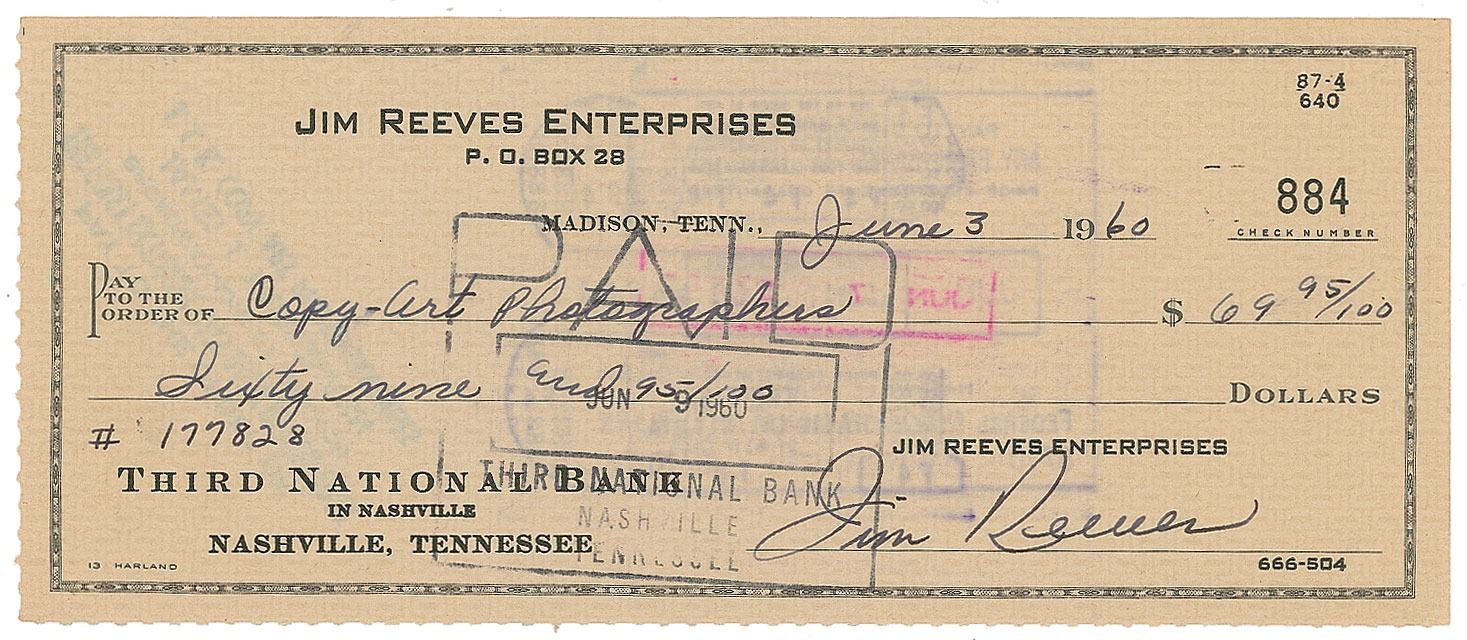 87-4
640
JIM REEVES ENTERPRISES
P. O. BOX 28
884
CHECK NUMBER
MADISON, TENN., June 3 1960
PAY TO THE ORDER OF Copy-Art Photographers $ 69 95/100
Sixty nine and 95/100 DOLLARS
# 177828
PAID
JUN 9 1960
THIRD NATIONAL BANK
NASHVILLE
TENNESSEE
JIM REEVES ENTERPRISES
THIRD NATIONAL BANK
IN NASHVILLE
NASHVILLE, TENNESSEE
Jim Reeves
13 HARLAND
666-504